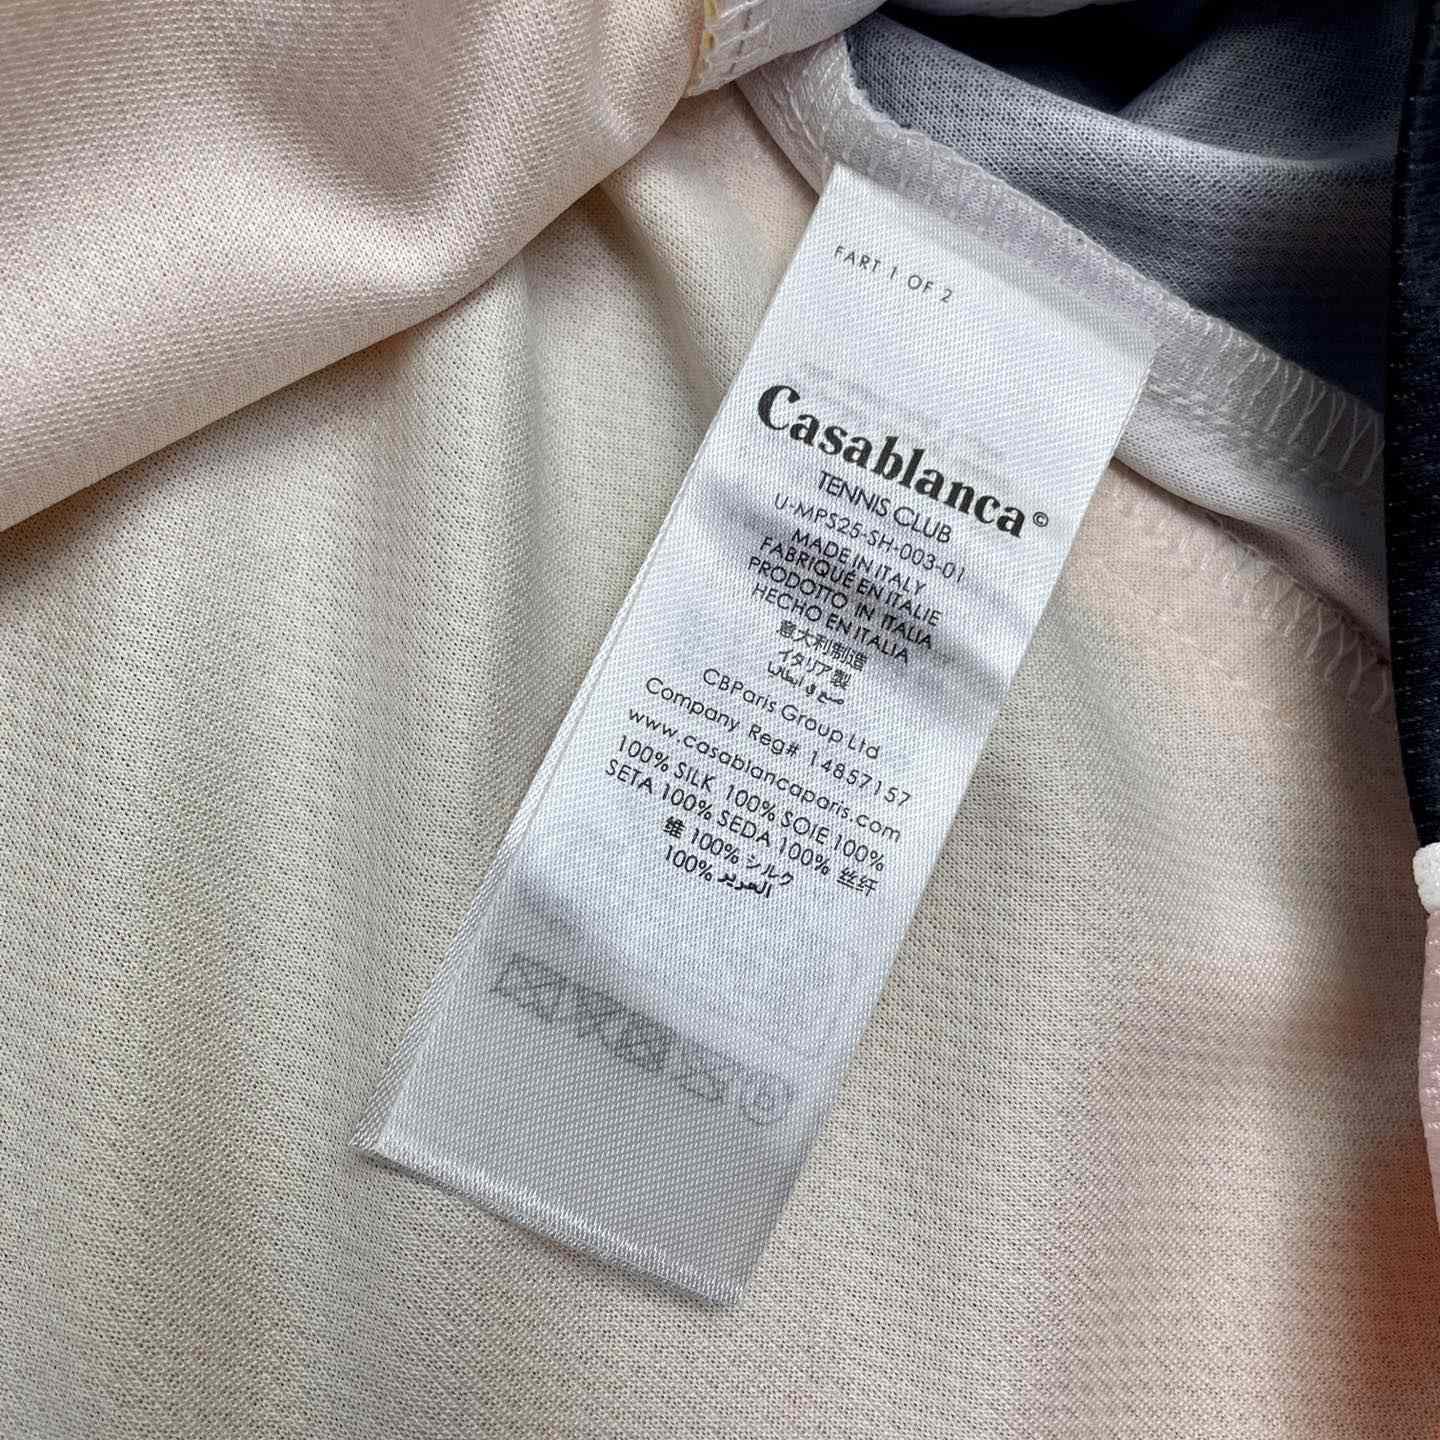 FART 1 OF 2
Casablanca©
TENNIS CLUB
U-MPS25-SH-003-01
MADE IN ITALY
FABRIQUÉ EN ITALIE
PRODOTTO IN ITALIA
HECHO EN ITALIA
意大利制造
イタリア製
صنع في إيطاليا
CBParis Group Ltd
Company Reg# 14857157
www.casablancaparis.com
100% SILK 100% SOIE 100%
SETA 100% SEDA 100% 丝纤
维 100% シルク
100% الحرير